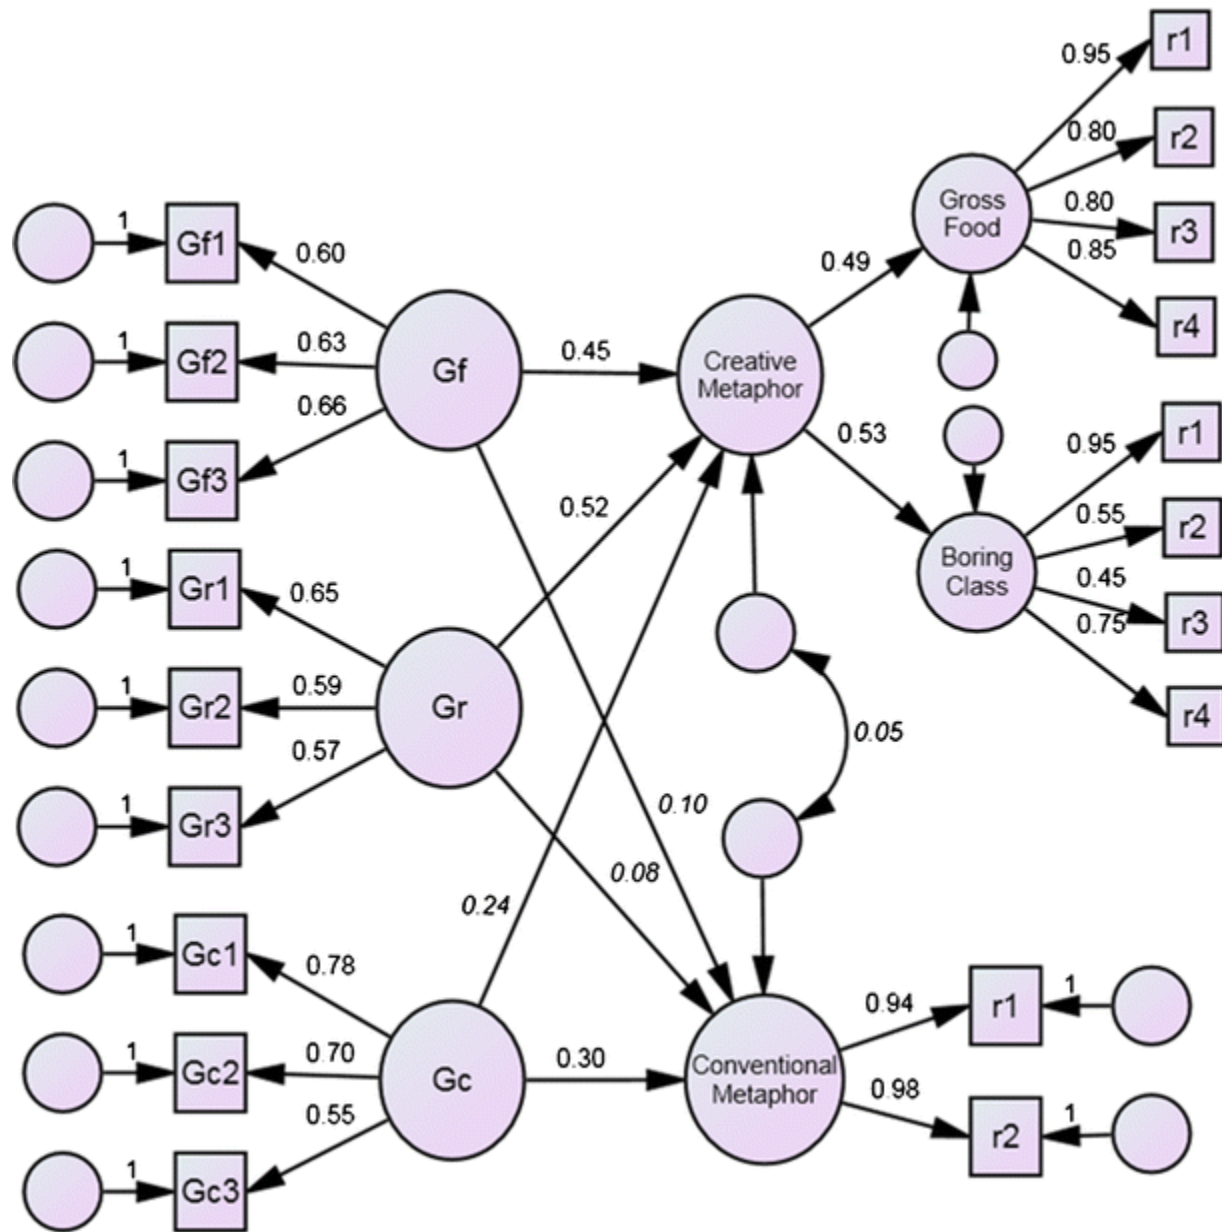 r1
0.95
r2
0.80
Gross
Food
r3
0.80
0.85
r4
0.49
1
Gf1
0.60
1
Gf2
0.63
Gf
0.45
Creative
Metaphor
0.66
1
Gf3
0.53
r1
0.95
r2
0.55
Boring
Class
0.45
r3
0.75
r4
0.52
1
Gr1
0.65
1
Gr2
0.59
Gr
0.57
1
Gr3
0.05
0.10
0.08
0.24
1
Gc1
0.78
1
Gc2
0.70
Gc
0.30
Conventional
Metaphor
0.55
1
Gc3
0.94
r1
1
0.98
r2
1